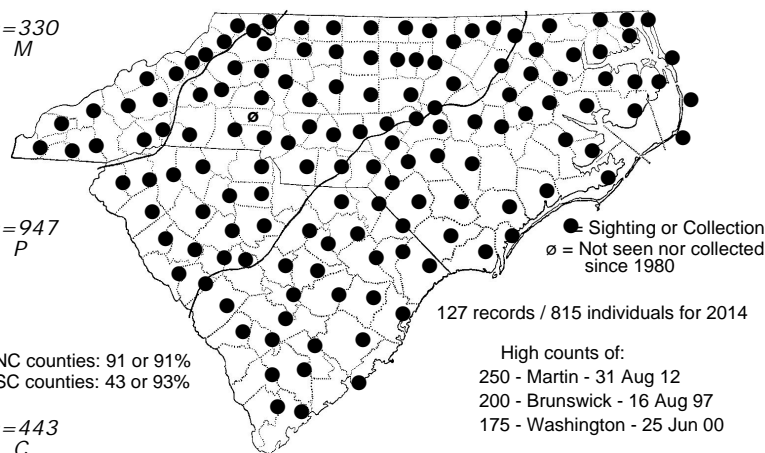 =330
M
=947
P
=443
C
● = Sighting or Collection
ø = Not seen nor collected
since 1980
ø
127 records / 815 individuals for 2014
NC counties: 91 or 91%
SC counties: 43 or 93%
High counts of:
250 - Martin - 31 Aug 12
200 - Brunswick - 16 Aug 97
175 - Washington - 25 Jun 00